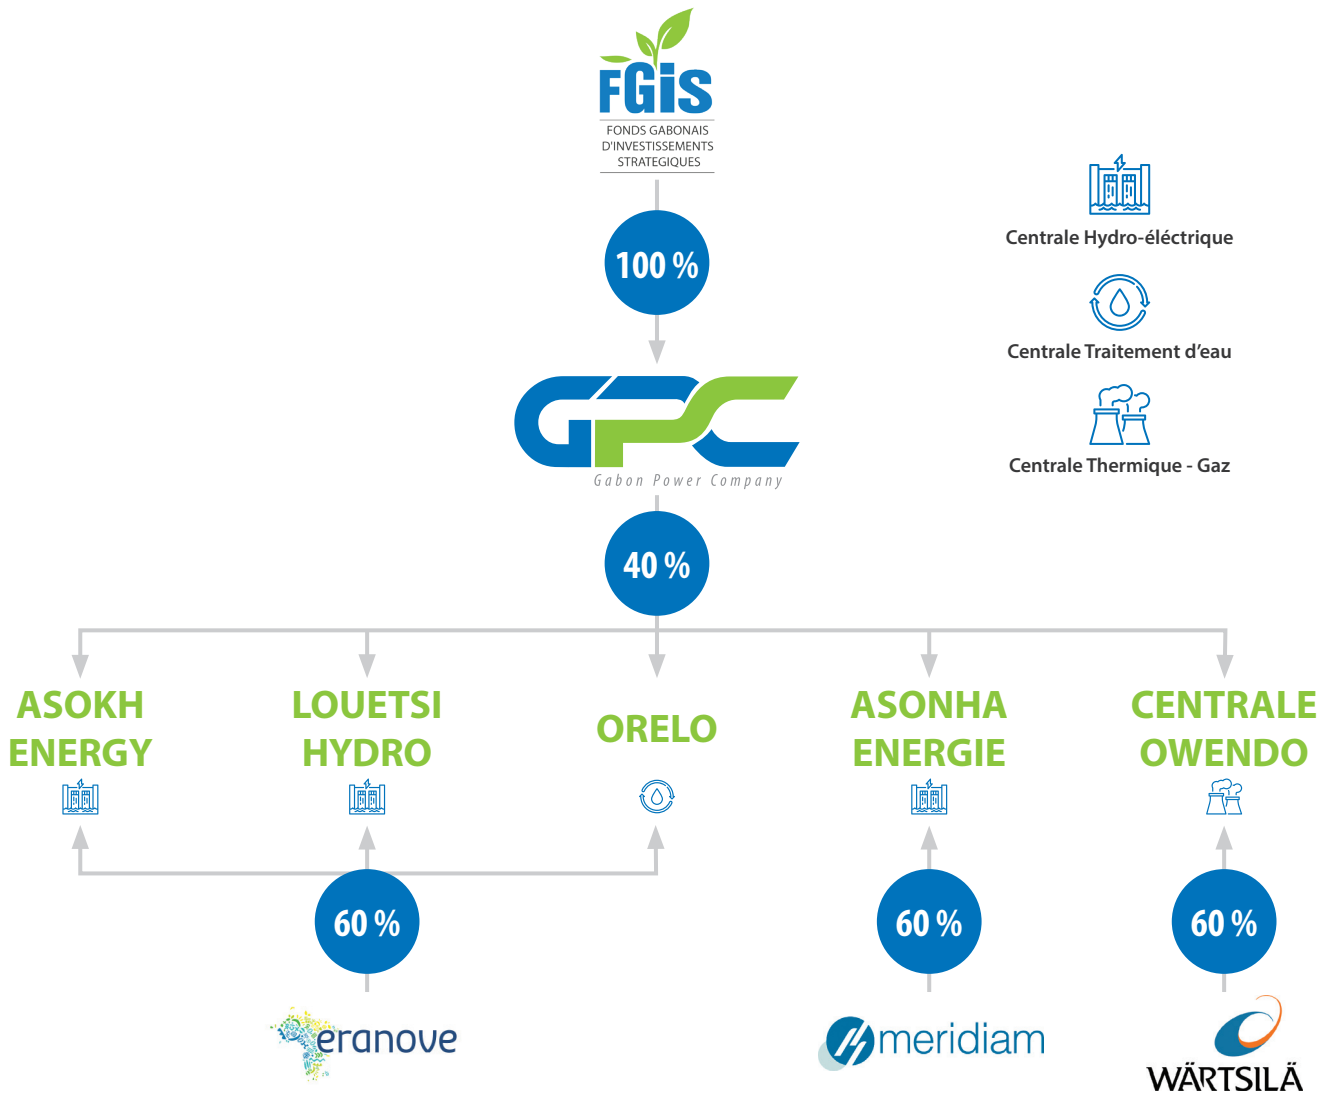 FGiS
FONDS GABONAIS
D'INVESTISSEMENTS
STRATEGIQUES
100 %
Centrale Hydro-éléctrique
Centrale Traitement d’eau
Centrale Thermique - Gaz
GPC
Gabon Power Company
40 %
ASOKH
ENERGY
LOUETSI
HYDRO
ORELO
ASONHA
ENERGIE
CENTRALE
OWENDO
60 %
60 %
60 %
eranove
meridiam
WÄRTSILÄ